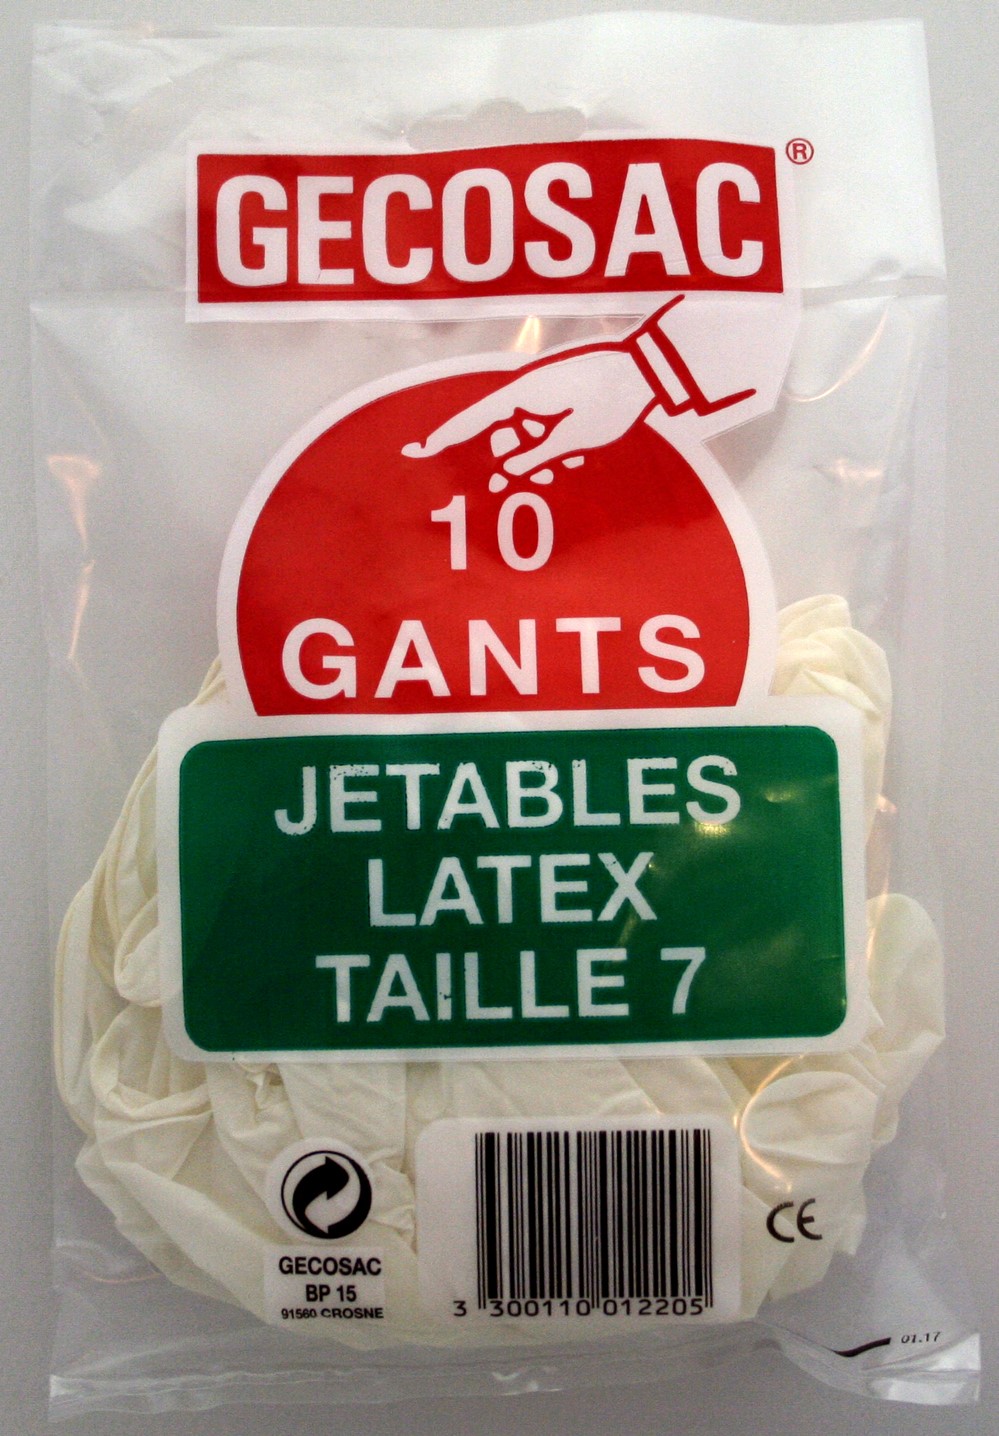 GECOSAC ®
10
GANTS
JETABLES
LATEX
TAILLE 7
GECOSAC
BP 15
91560 CROSNE
3 300110 012205
CE
01.17